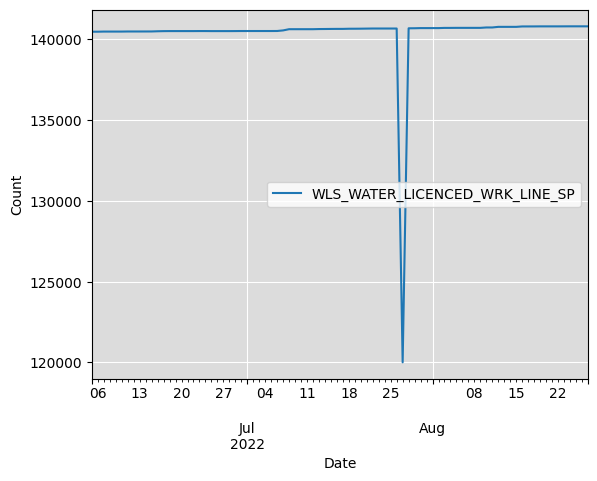 140000
135000
130000
125000
120000
Count
WLS_WATER_LICENCED_WRK_LINE_SP
06 13 20 27 04 11 18 25 08 15 22
Jul Aug
2022
Date